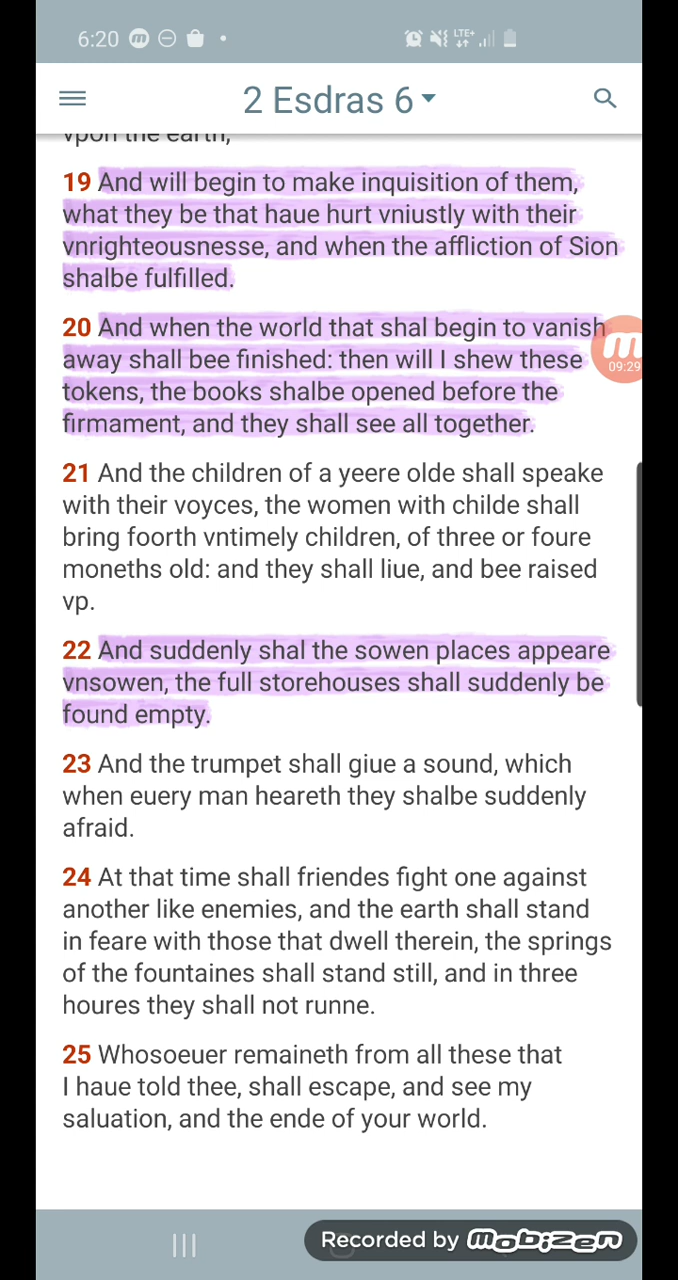 6:20
LTE+
2 Esdras 6
vpon the earth,
19 And will begin to make inquisition of them,
what they be that haue hurt vniustly with their
vnrighteousnesse, and when the affliction of Sion
shalbe fulfilled.
20 And when the world that shal begin to vanish
away shall bee finished: then will I shew these
tokens, the books shalbe opened before the
firmament, and they shall see all together.
m
09:29
21 And the children of a yeere olde shall speake
with their voyces, the women with childe shall
bring foorth vntimely children, of three or foure
moneths old: and they shall liue, and bee raised
vp.
22 And suddenly shal the sowen places appeare
vnsowen, the full storehouses shall suddenly be
found empty.
23 And the trumpet shall giue a sound, which
when euery man heareth they shalbe suddenly
afraid.
24 At that time shall friendes fight one against
another like enemies, and the earth shall stand
in feare with those that dwell therein, the springs
of the fountaines shall stand still, and in three
houres they shall not runne.
25 Whosoeuer remaineth from all these that
I haue told thee, shall escape, and see my
saluation, and the ende of your world.
Recorded by mobizen